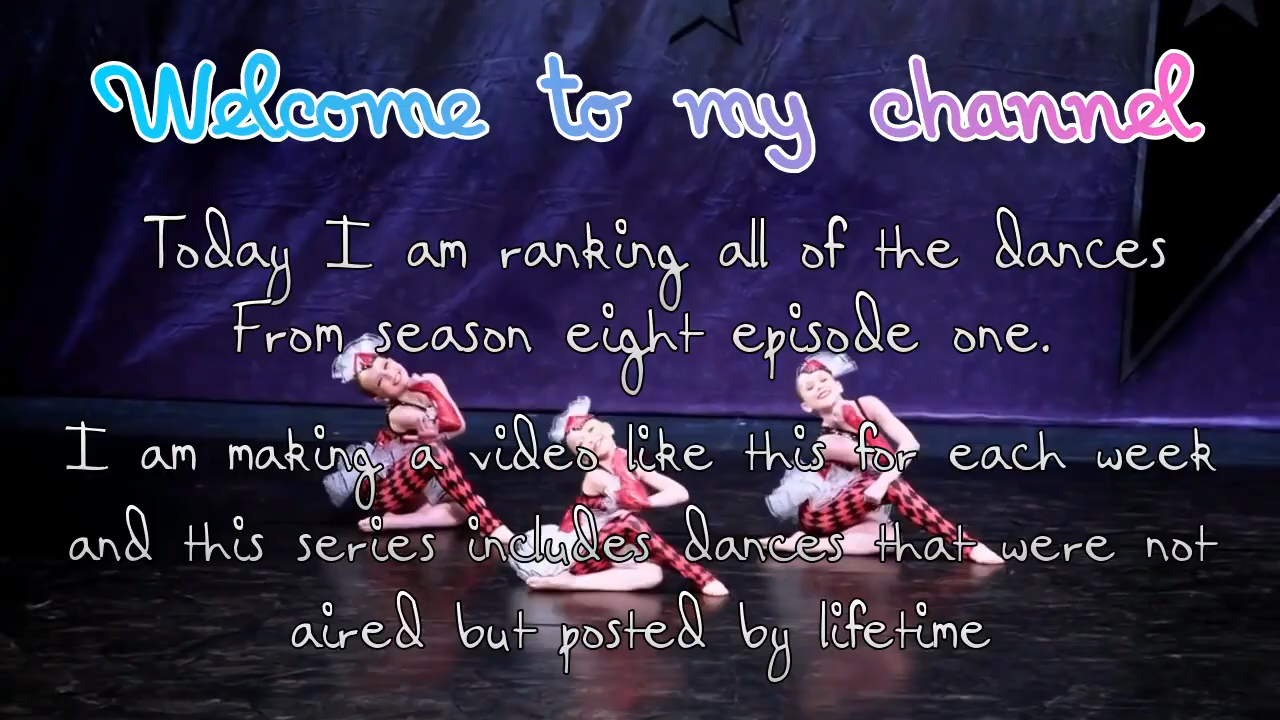 Welcome to my channel
Today I am ranking all of the dances
From season eight episode one.
I am making a video like this for each week
and this series includes dances that were not
aired but posted by lifetime